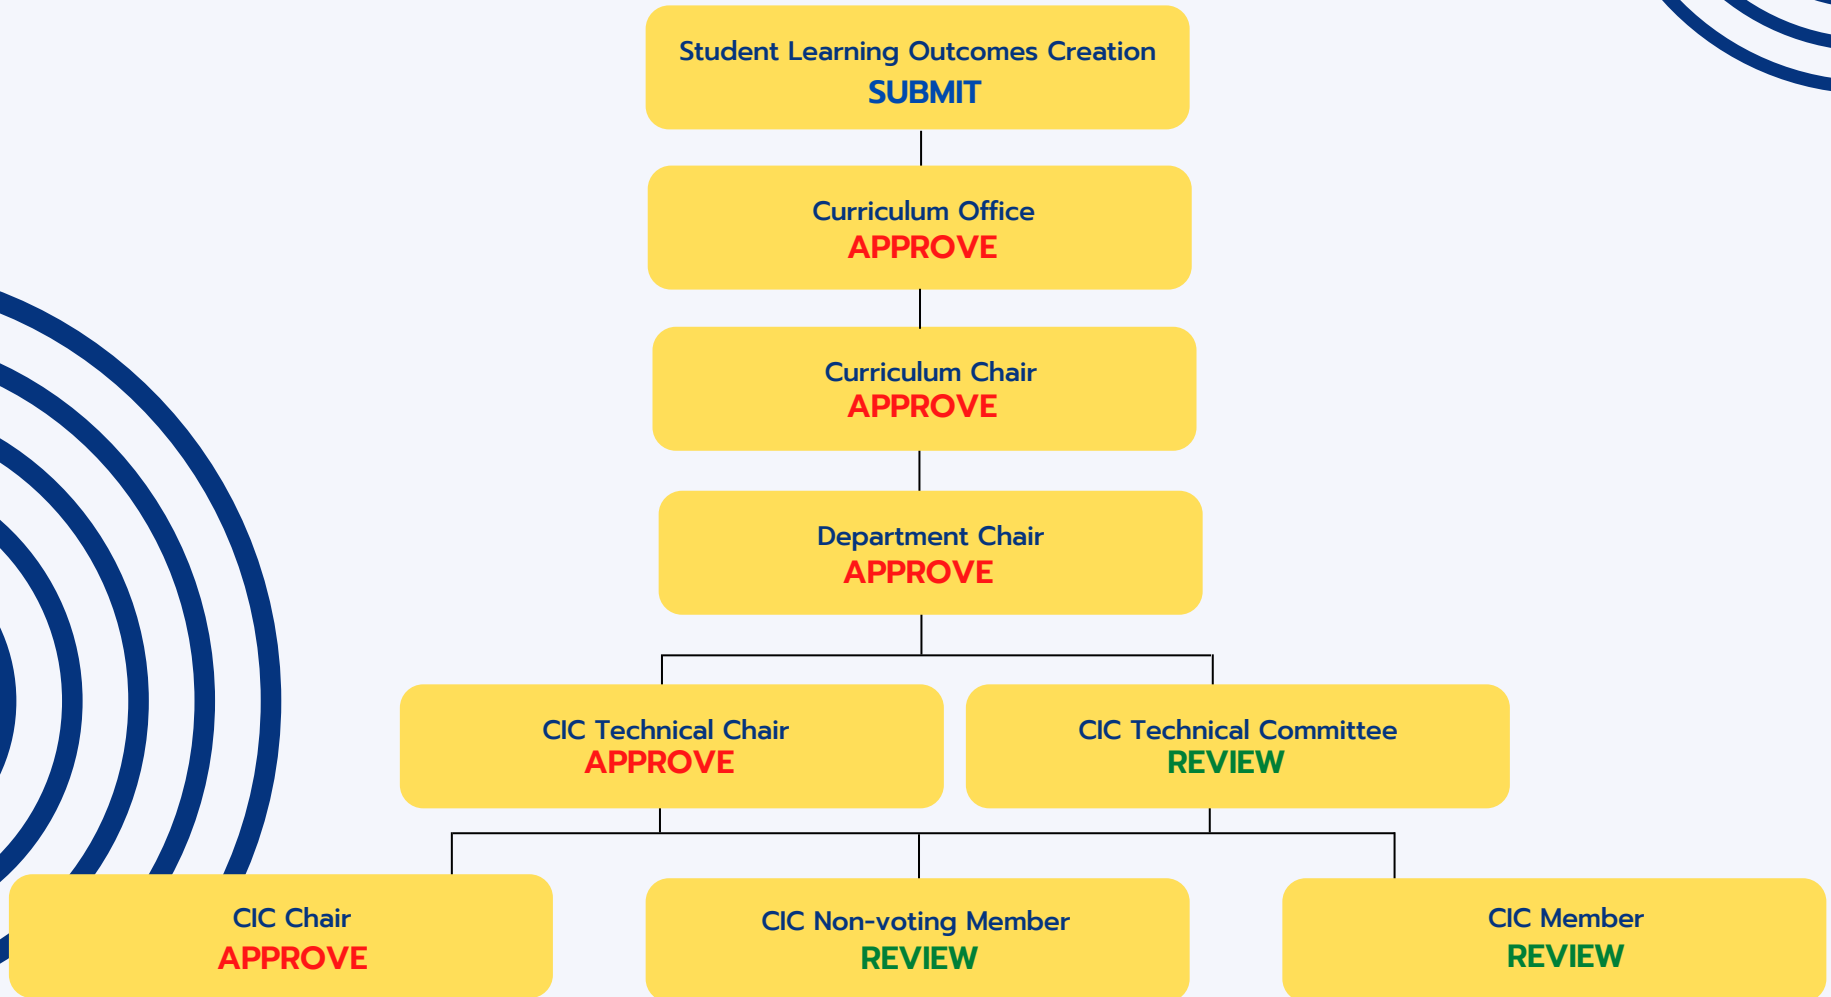 Student Learning Outcomes Creation
SUBMIT
Curriculum Office
APPROVE
Curriculum Chair
APPROVE
Department Chair
APPROVE
CIC Technical Chair
APPROVE
CIC Technical Committee
REVIEW
CIC Chair
APPROVE
CIC Non-voting Member
REVIEW
CIC Member
REVIEW